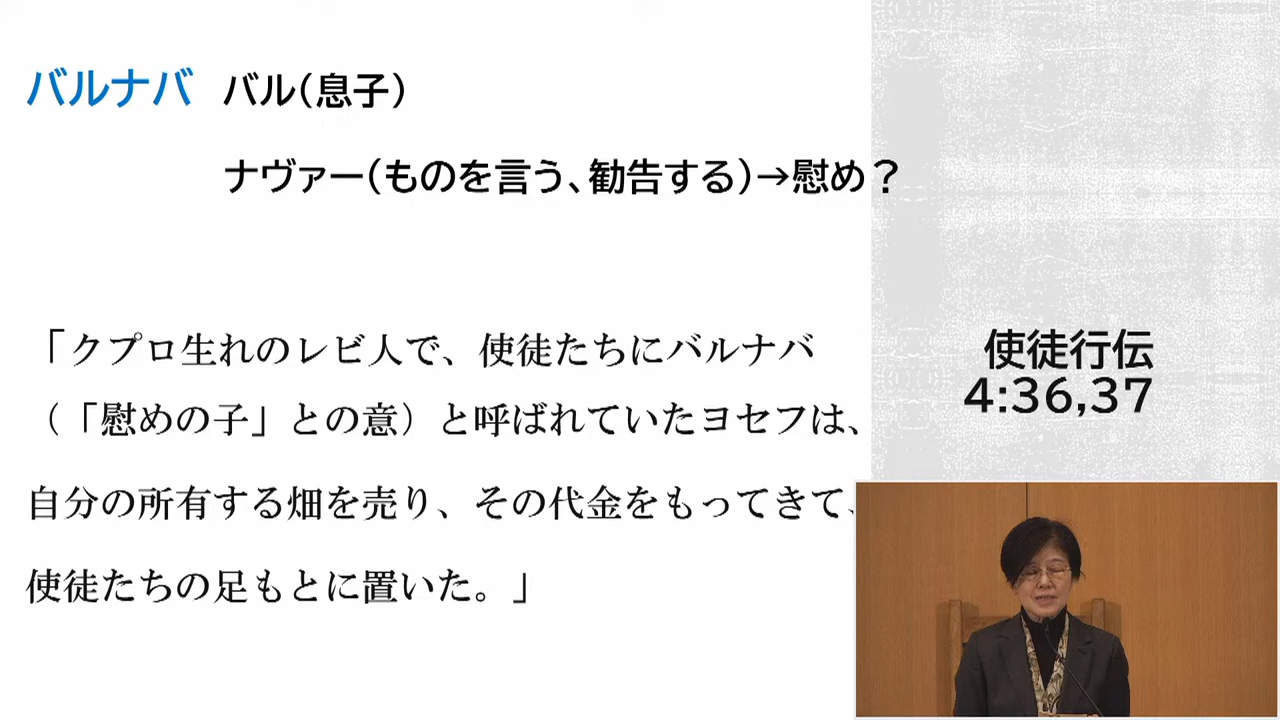 バルナバ バル（息子）
ナヴァー（ものを言う、勧告する）→慰め？
「クプロ生れのレビ人で、使徒たちにバルナバ
（「慰めの子」との意）と呼ばれていたヨセフは、
自分の所有する畑を売り、その代金をもってきて、
使徒たちの足もとに置いた。」
使徒行伝
4:36,37